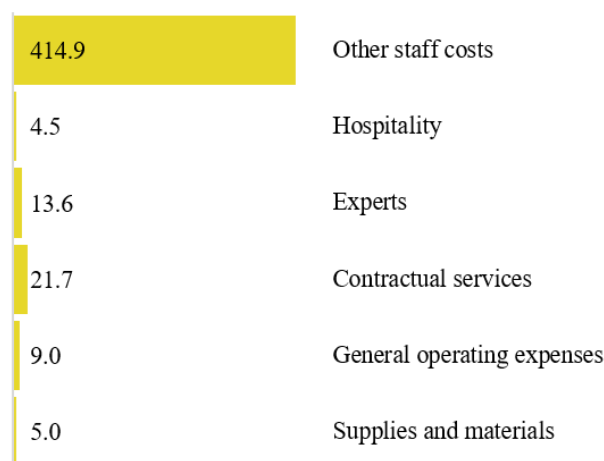 414.9 Other staff costs
4.5 Hospitality
13.6 Experts
21.7 Contractual services
9.0 General operating expenses
5.0 Supplies and materials